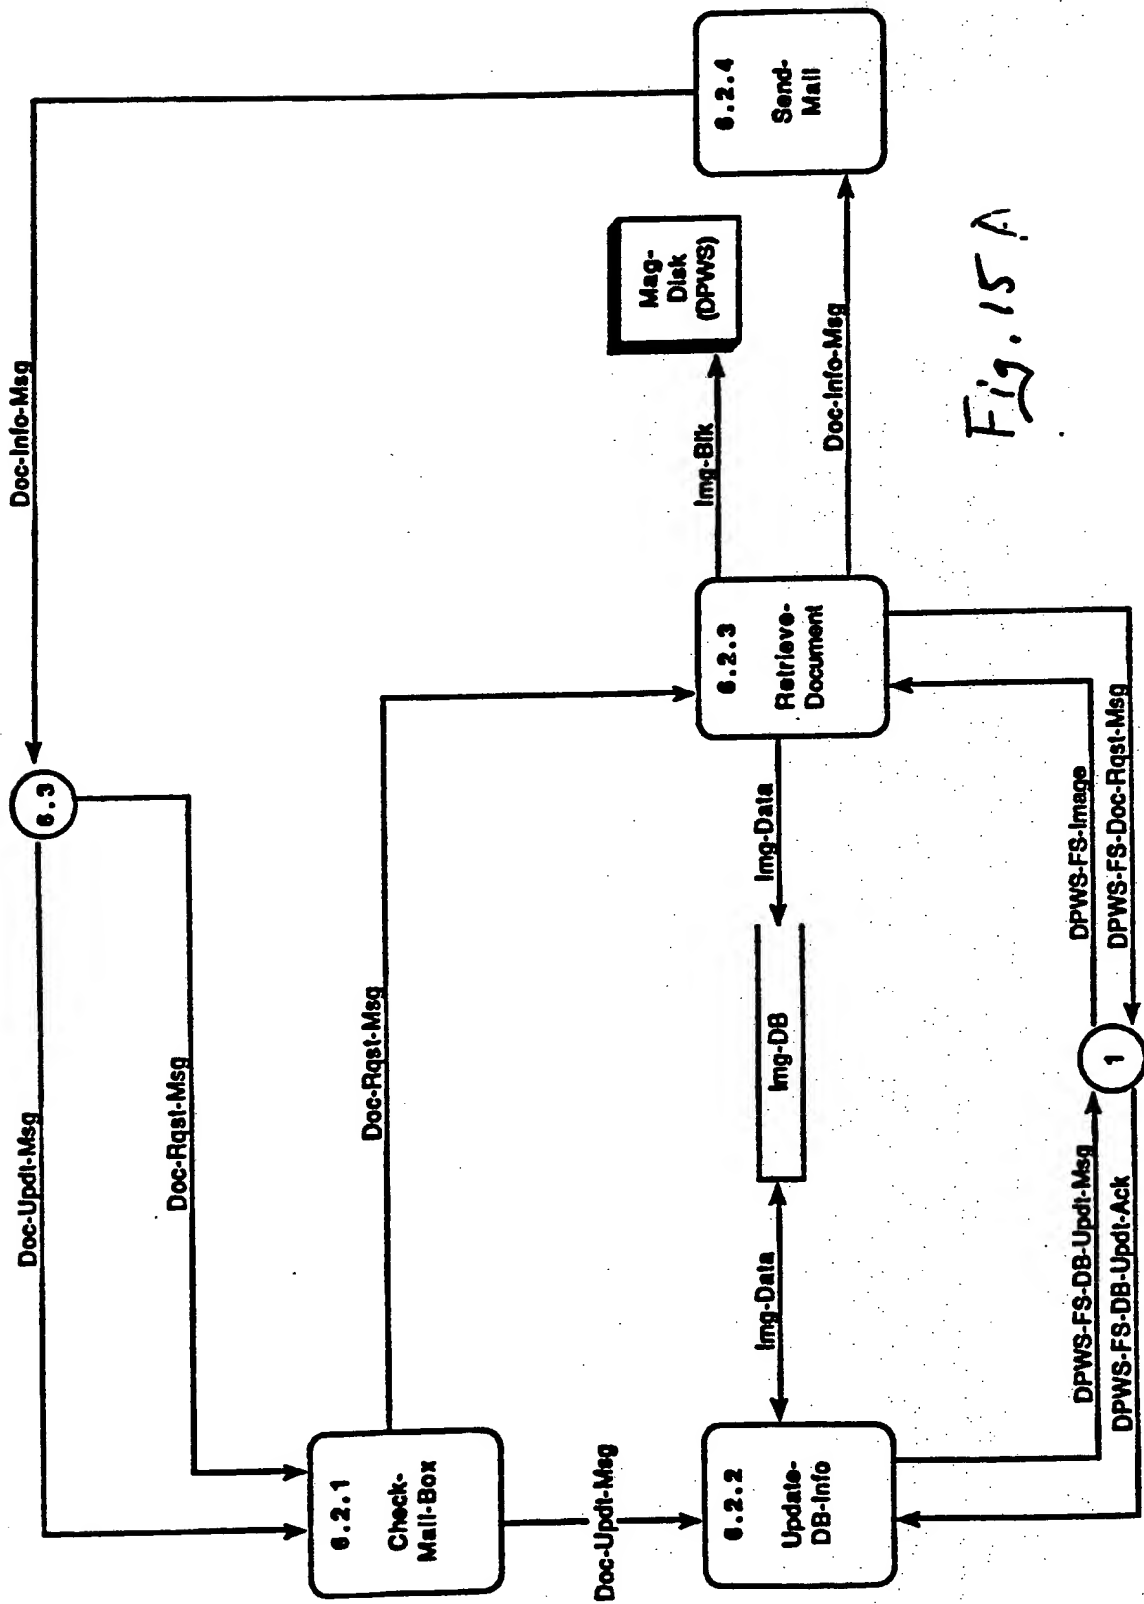 Doc-Info-Msg
6.3
Doc-Updt-Msg
Doc-Rqst-Msg
6.2.1
Check-
Mail-Box
Doc-Rqst-Msg
Doc-Updt-Msg
6.2.2
Update-
DB-Info
Img-Data
Img-DB
Img-Data
6.2.3
Retrieve-
Document
Img-Blk
Mag-
Disk
(DPWS)
Doc-Info-Msg
6.2.4
Send-
Mail
DPWS-FS-DB-Updt-Msg
DPWS-FS-DB-Updt-Ack
1
DPWS-FS-Image
DPWS-FS-Doc-Rqst-Msg
Fig. 15 A